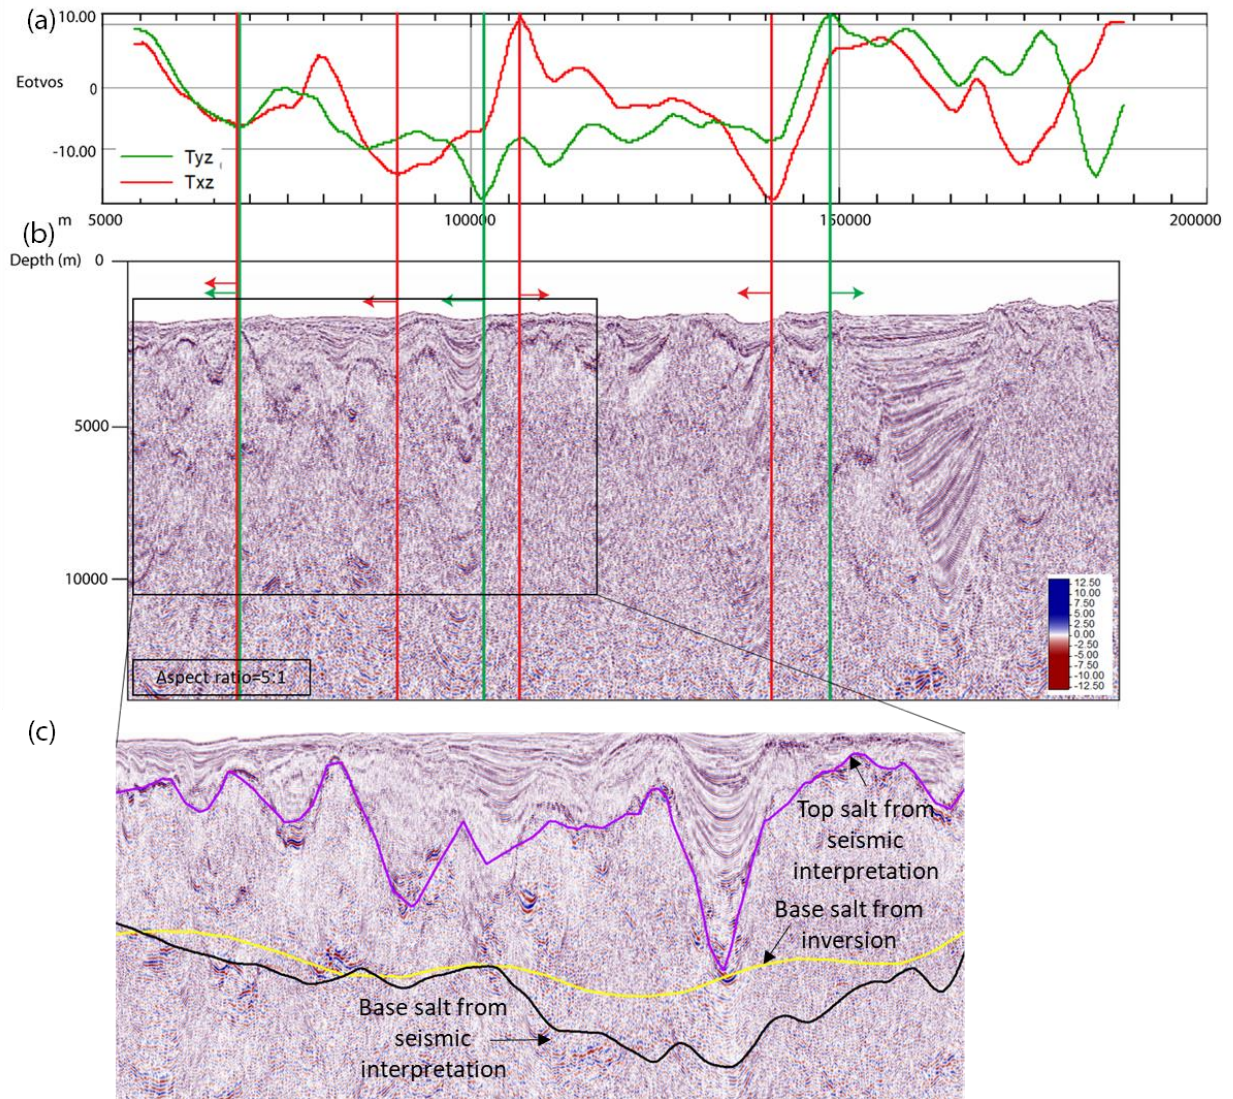 (a)
10.00
Eotvos
0
-10.00
Tyz
Txz
m
5000
100000
150000
200000
(b)
Depth (m)
0
5000
10000
12.50
10.00
7.50
5.00
2.50
0.00
-2.50
-5.00
-7.50
-10.00
-12.50
Aspect ratio=5:1
(c)
Top salt from
seismic
interpretation
Base salt from
inversion
Base salt from
seismic
interpretation